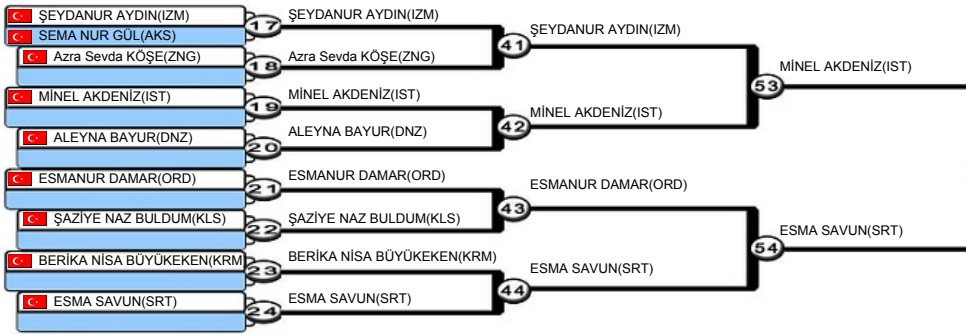 ŞEYDANUR AYDIN(IZM)
SEMA NUR GÜL(AKS)
17
ŞEYDANUR AYDIN(IZM)
Azra Sevda KÖŞE(ZNG)
18
Azra Sevda KÖŞE(ZNG)
41
ŞEYDANUR AYDIN(IZM)
MİNEL AKDENİZ(IST)
19
MİNEL AKDENİZ(IST)
ALEYNA BAYUR(DNZ)
20
ALEYNA BAYUR(DNZ)
42
MİNEL AKDENİZ(IST)
53
MİNEL AKDENİZ(IST)
ESMANUR DAMAR(ORD)
21
ESMANUR DAMAR(ORD)
ŞAZİYE NAZ BULDUM(KLS)
22
ŞAZİYE NAZ BULDUM(KLS)
43
ESMANUR DAMAR(ORD)
BERİKA NİSA BÜYÜKEKEN(KRM
23
BERİKA NİSA BÜYÜKEKEN(KRM)
ESMA SAVUN(SRT)
24
ESMA SAVUN(SRT)
44
ESMA SAVUN(SRT)
54
ESMA SAVUN(SRT)